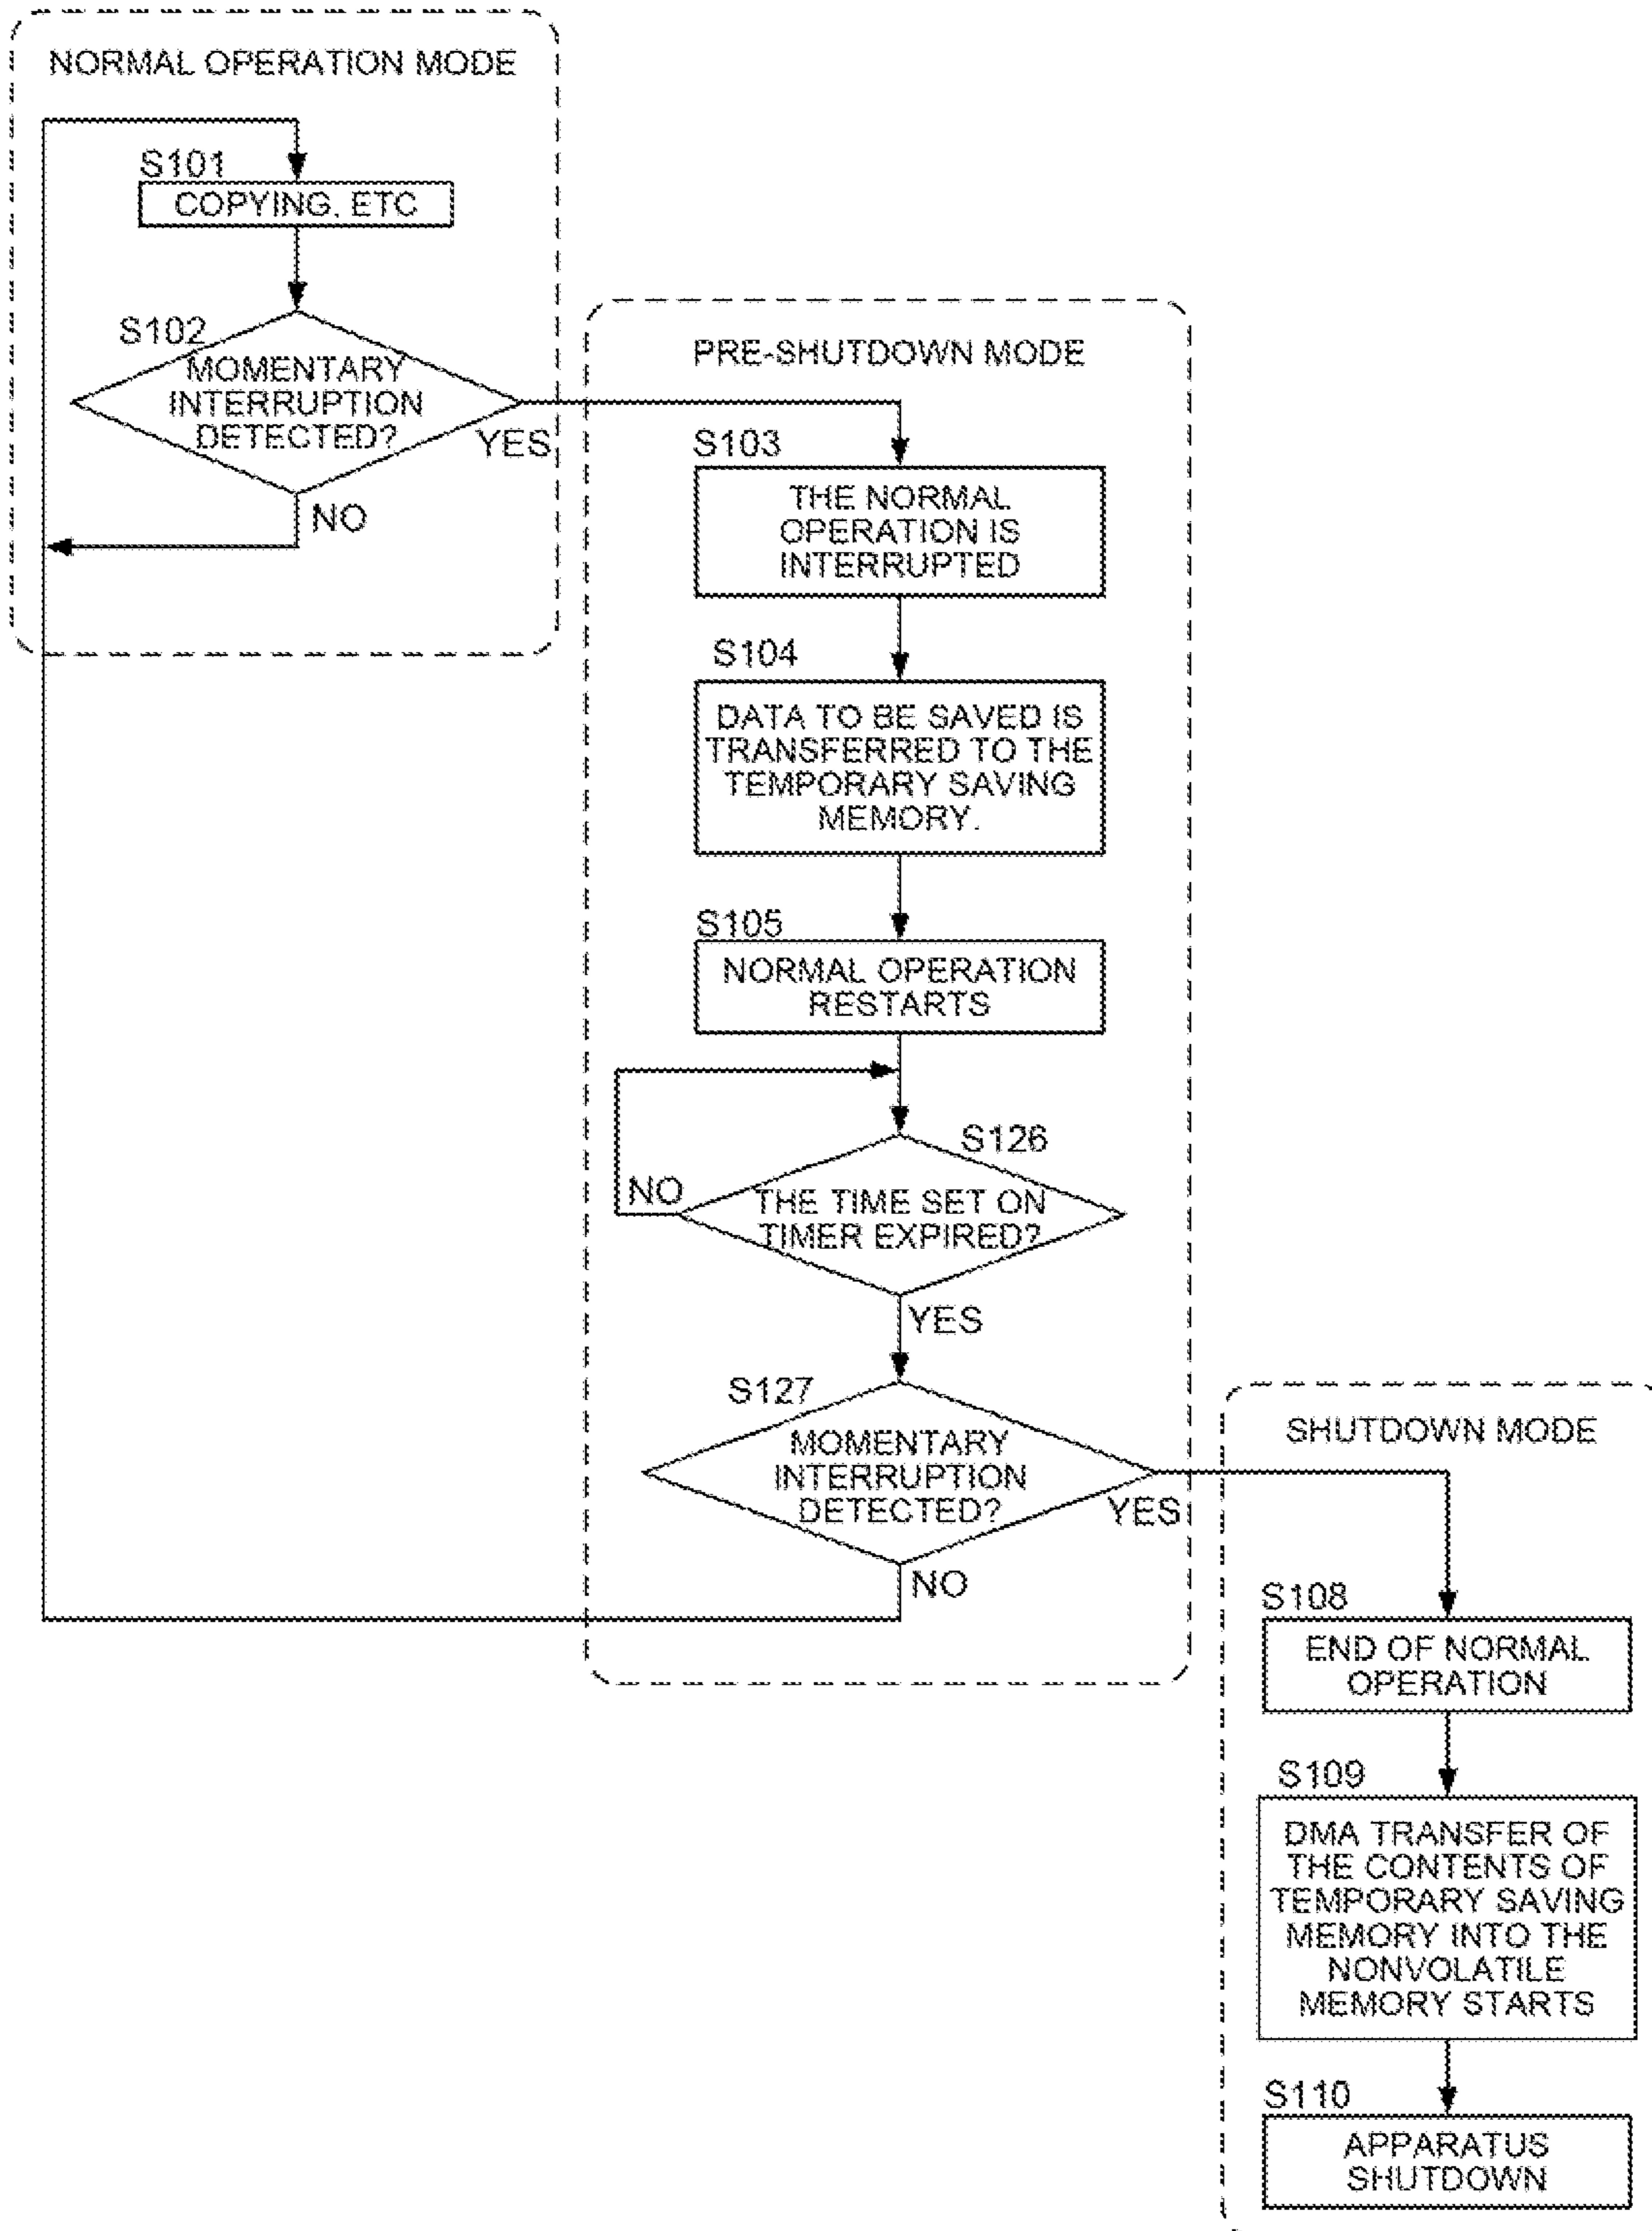 NORMAL OPERATION MODE
S101
COPYING, ETC
S102
MOMENTARY
INTERRUPTION
DETECTED?
YES
NO
PRE-SHUTDOWN MODE
S103
THE NORMAL
OPERATION IS
INTERRUPTED
S104
DATA TO BE SAVED IS
TRANSFERRED TO THE
TEMPORARY SAVING
MEMORY.
S105
NORMAL OPERATION
RESTARTS
S126
NO
THE TIME SET ON
TIMER EXPIRED?
YES
S127
MOMENTARY
INTERRUPTION
DETECTED?
YES
NO
SHUTDOWN MODE
S108
END OF NORMAL
OPERATION
S109
DMA TRANSFER OF
THE CONTENTS OF
TEMPORARY SAVING
MEMORY INTO THE
NONVOLATILE
MEMORY STARTS
S110
APPARATUS
SHUTDOWN